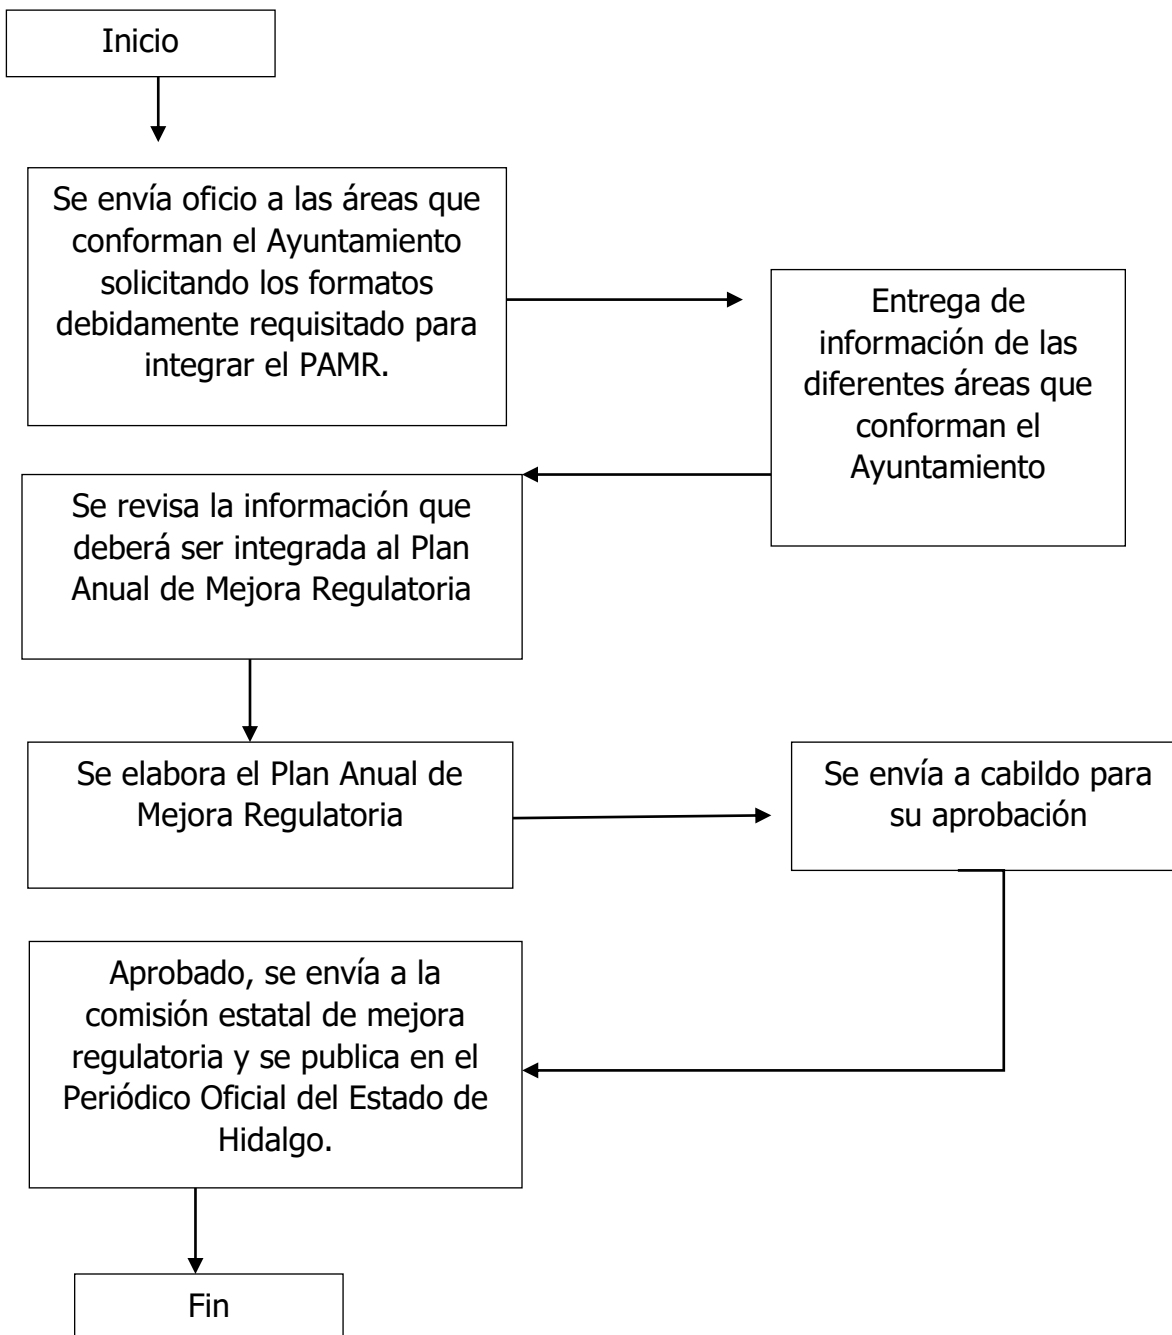 Inicio
Se envía oficio a las áreas que
conforman el Ayuntamiento
solicitando los formatos
debidamente requisitado para
integrar el PAMR.
Entrega de
información de las
diferentes áreas que
conforman el
Ayuntamiento
Se revisa la información que
deberá ser integrada al Plan
Anual de Mejora Regulatoria
Se elabora el Plan Anual de
Mejora Regulatoria
Se envía a cabildo para
su aprobación
Aprobado, se envía a la
comisión estatal de mejora
regulatoria y se publica en el
Periódico Oficial del Estado de
Hidalgo.
Fin